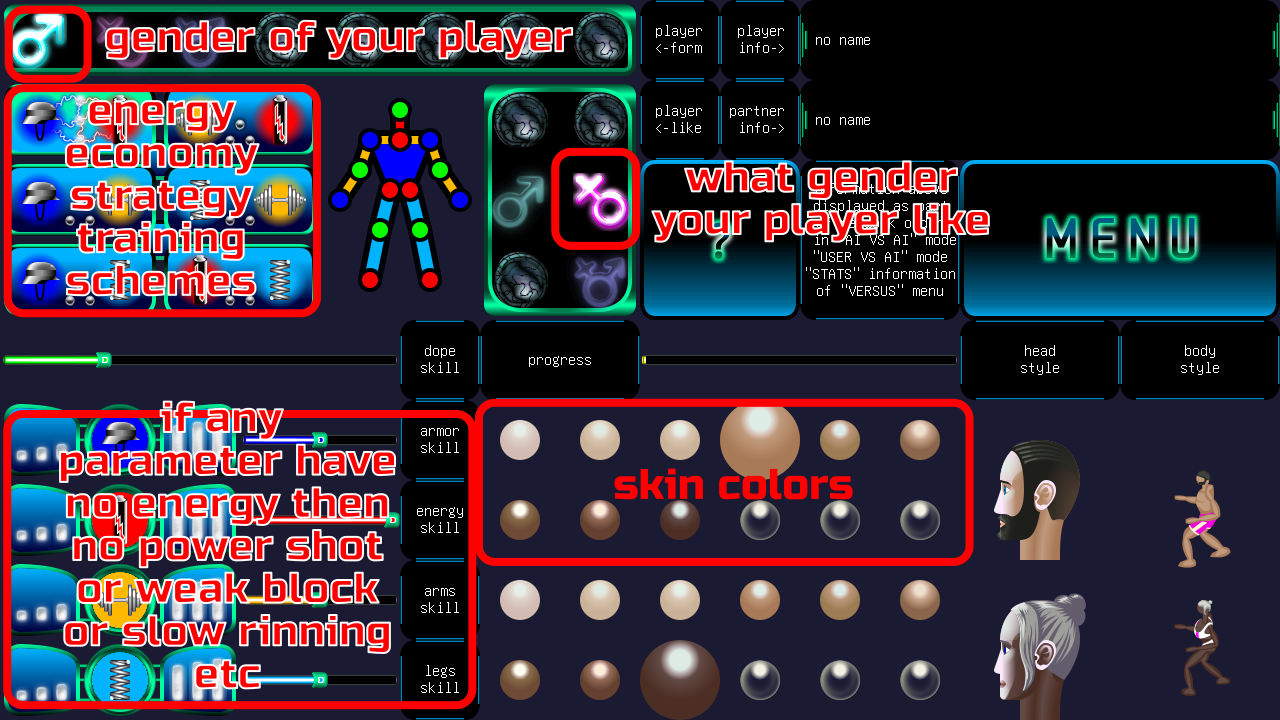 gender of your player
player
<-form
player
info->
no name
player
<-like
partner
info->
no name
energy
economy
strategy
training
schemes
what gender
your player like
displayed as
in "AI VS AI" mode
"USER VS AI" mode
"STATS" information
of "VERSUS" menu
?
MENU
D
dope
skill
progress
head
style
body
style
if any
parameter have
no energy then
no power shot
or weak block
or slow rinning
etc
D
armor
skill
D
energy
skill
arms
skill
D
legs
skill
skin colors